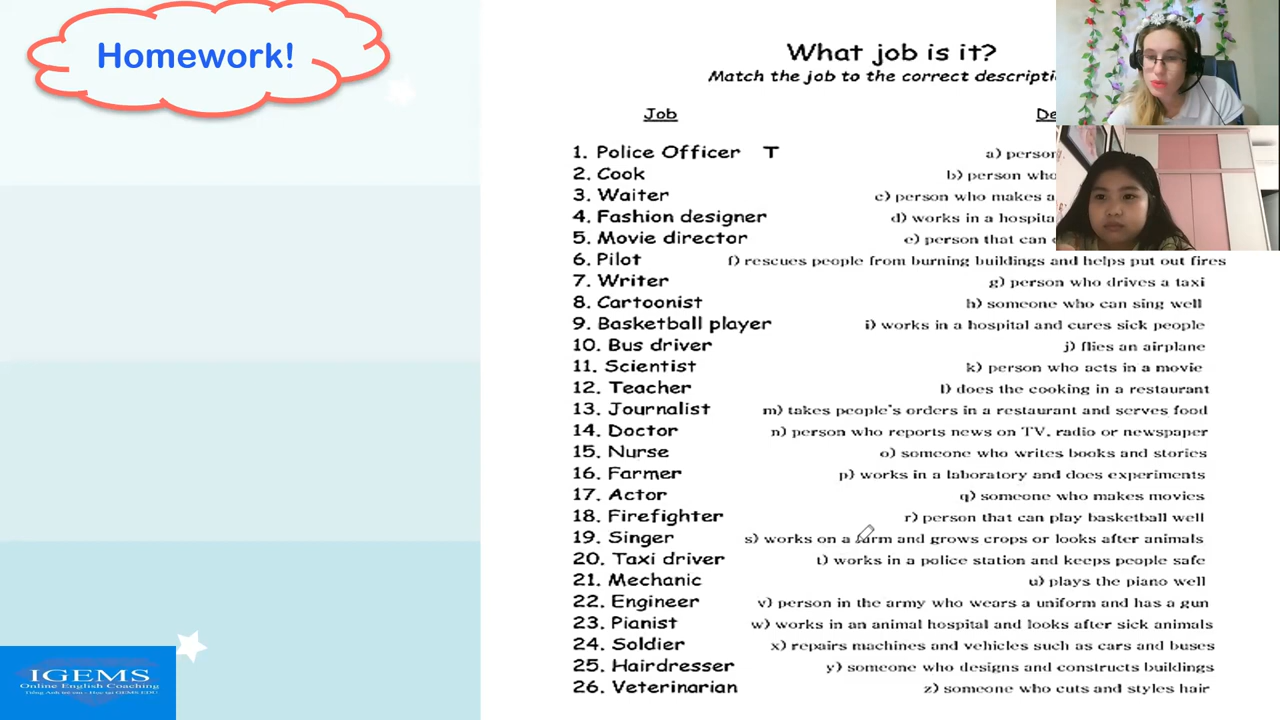 Homework!
What job is it?
Match the job to the correct
Job
1. Police Officer T
a) person
2. Cook
b) person who
3. Waiter
c) person who makes a
4. Fashion designer
d) works in a
5. Movie director
e) person that can
6. Pilot
f) rescues people from burning buildings and helps put out fires
7. Writer
g) person who drives a taxi
8. Cartoonist
h) someone who can sing well
9. Basketball player
i) works in a hospital and cures sick people
10. Bus driver
j) flies an airplane
11. Scientist
k) person who acts in a movie
12. Teacher
l) does the cooking in a restaurant
13. Journalist
m) takes people's orders in a restaurant and serves food
14. Doctor
n) person who reports news on TV, radio or newspaper
15. Nurse
o) someone who writes books and stories
16. Farmer
p) works in a laboratory and does experiments
17. Actor
q) someone who makes movies
18. Firefighter
r) person that can play basketball well
19. Singer
s) works on a farm and grows crops or looks after animals
20. Taxi driver
t) works in a police station and keeps people safe
21. Mechanic
u) plays the piano well
22. Engineer
v) person in the army who wears a uniform and has a gun
23. Pianist
w) works in an animal hospital and looks after sick animals
24. Soldier
x) repairs machines and vehicles such as cars and buses
25. Hairdresser
y) someone who designs and constructs buildings
26. Veterinarian
z) someone who cuts and styles hair
IGEMS
Online English Coaching